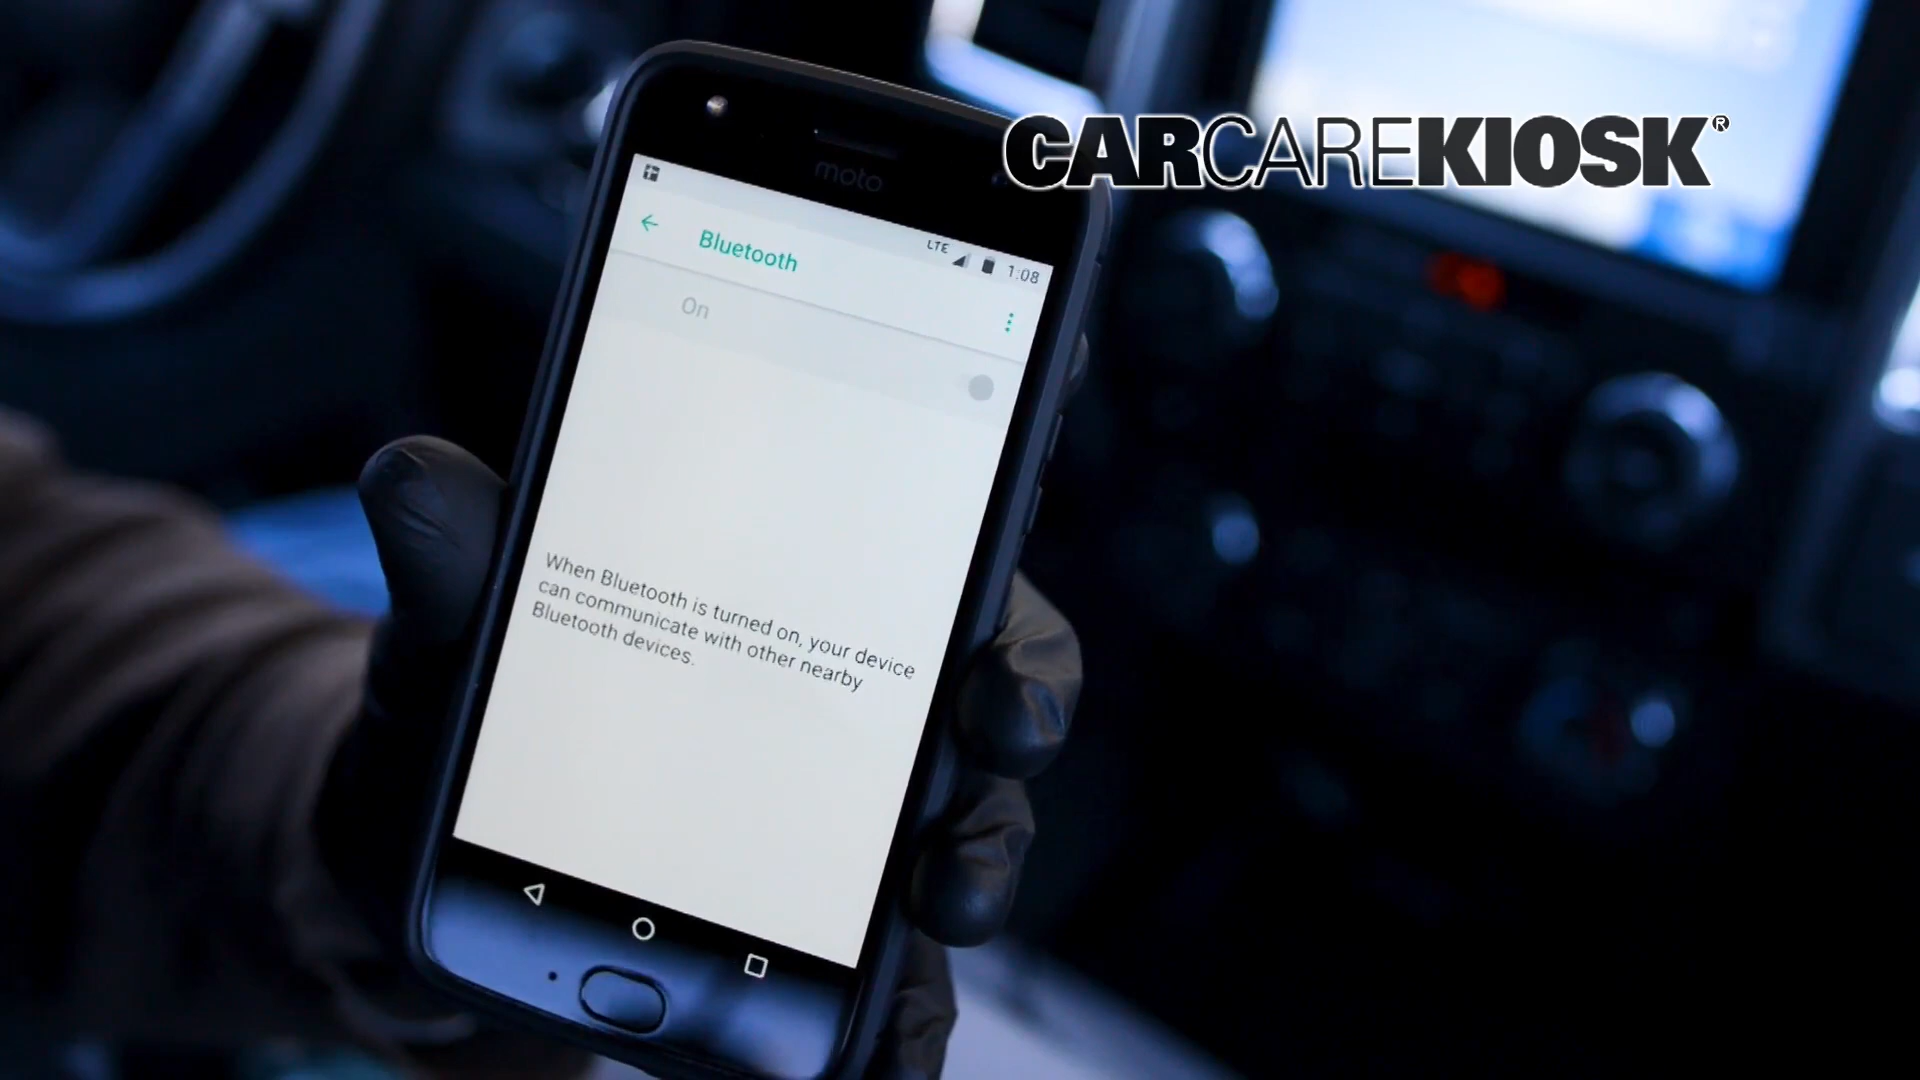 CARCAREKIOSK®
moto
LTE 1:08
Bluetooth
On
When Bluetooth is turned on, your device
can communicate with other nearby
Bluetooth devices.